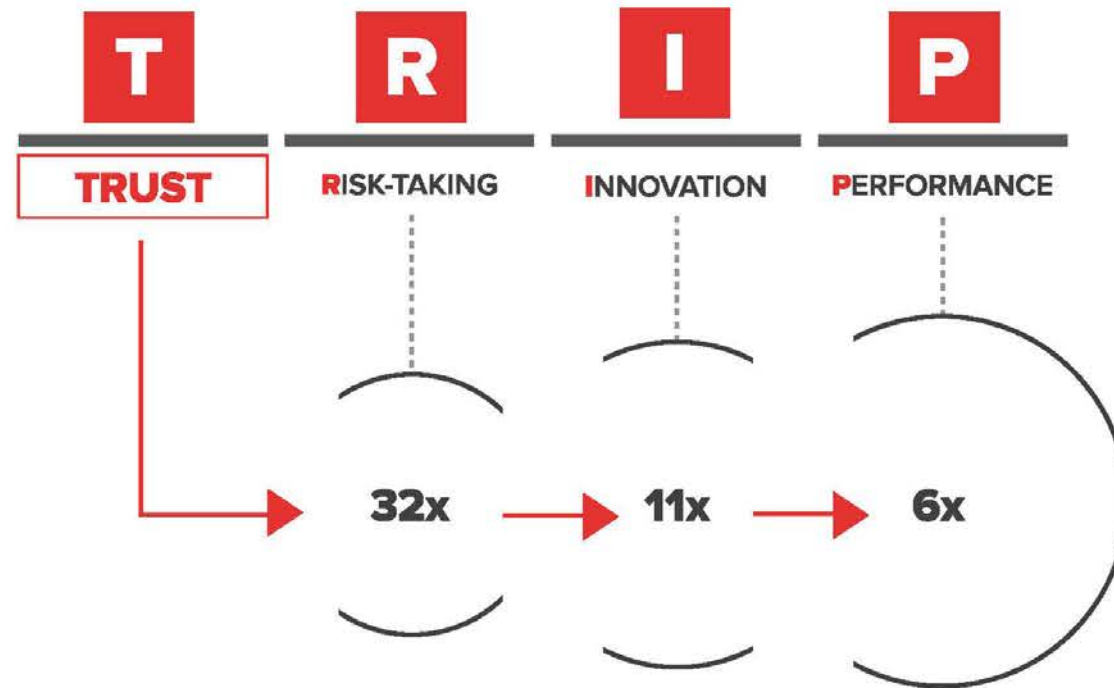 T R I P
TRUST RISK-TAKING INNOVATION PERFORMANCE
32x 11x 6x